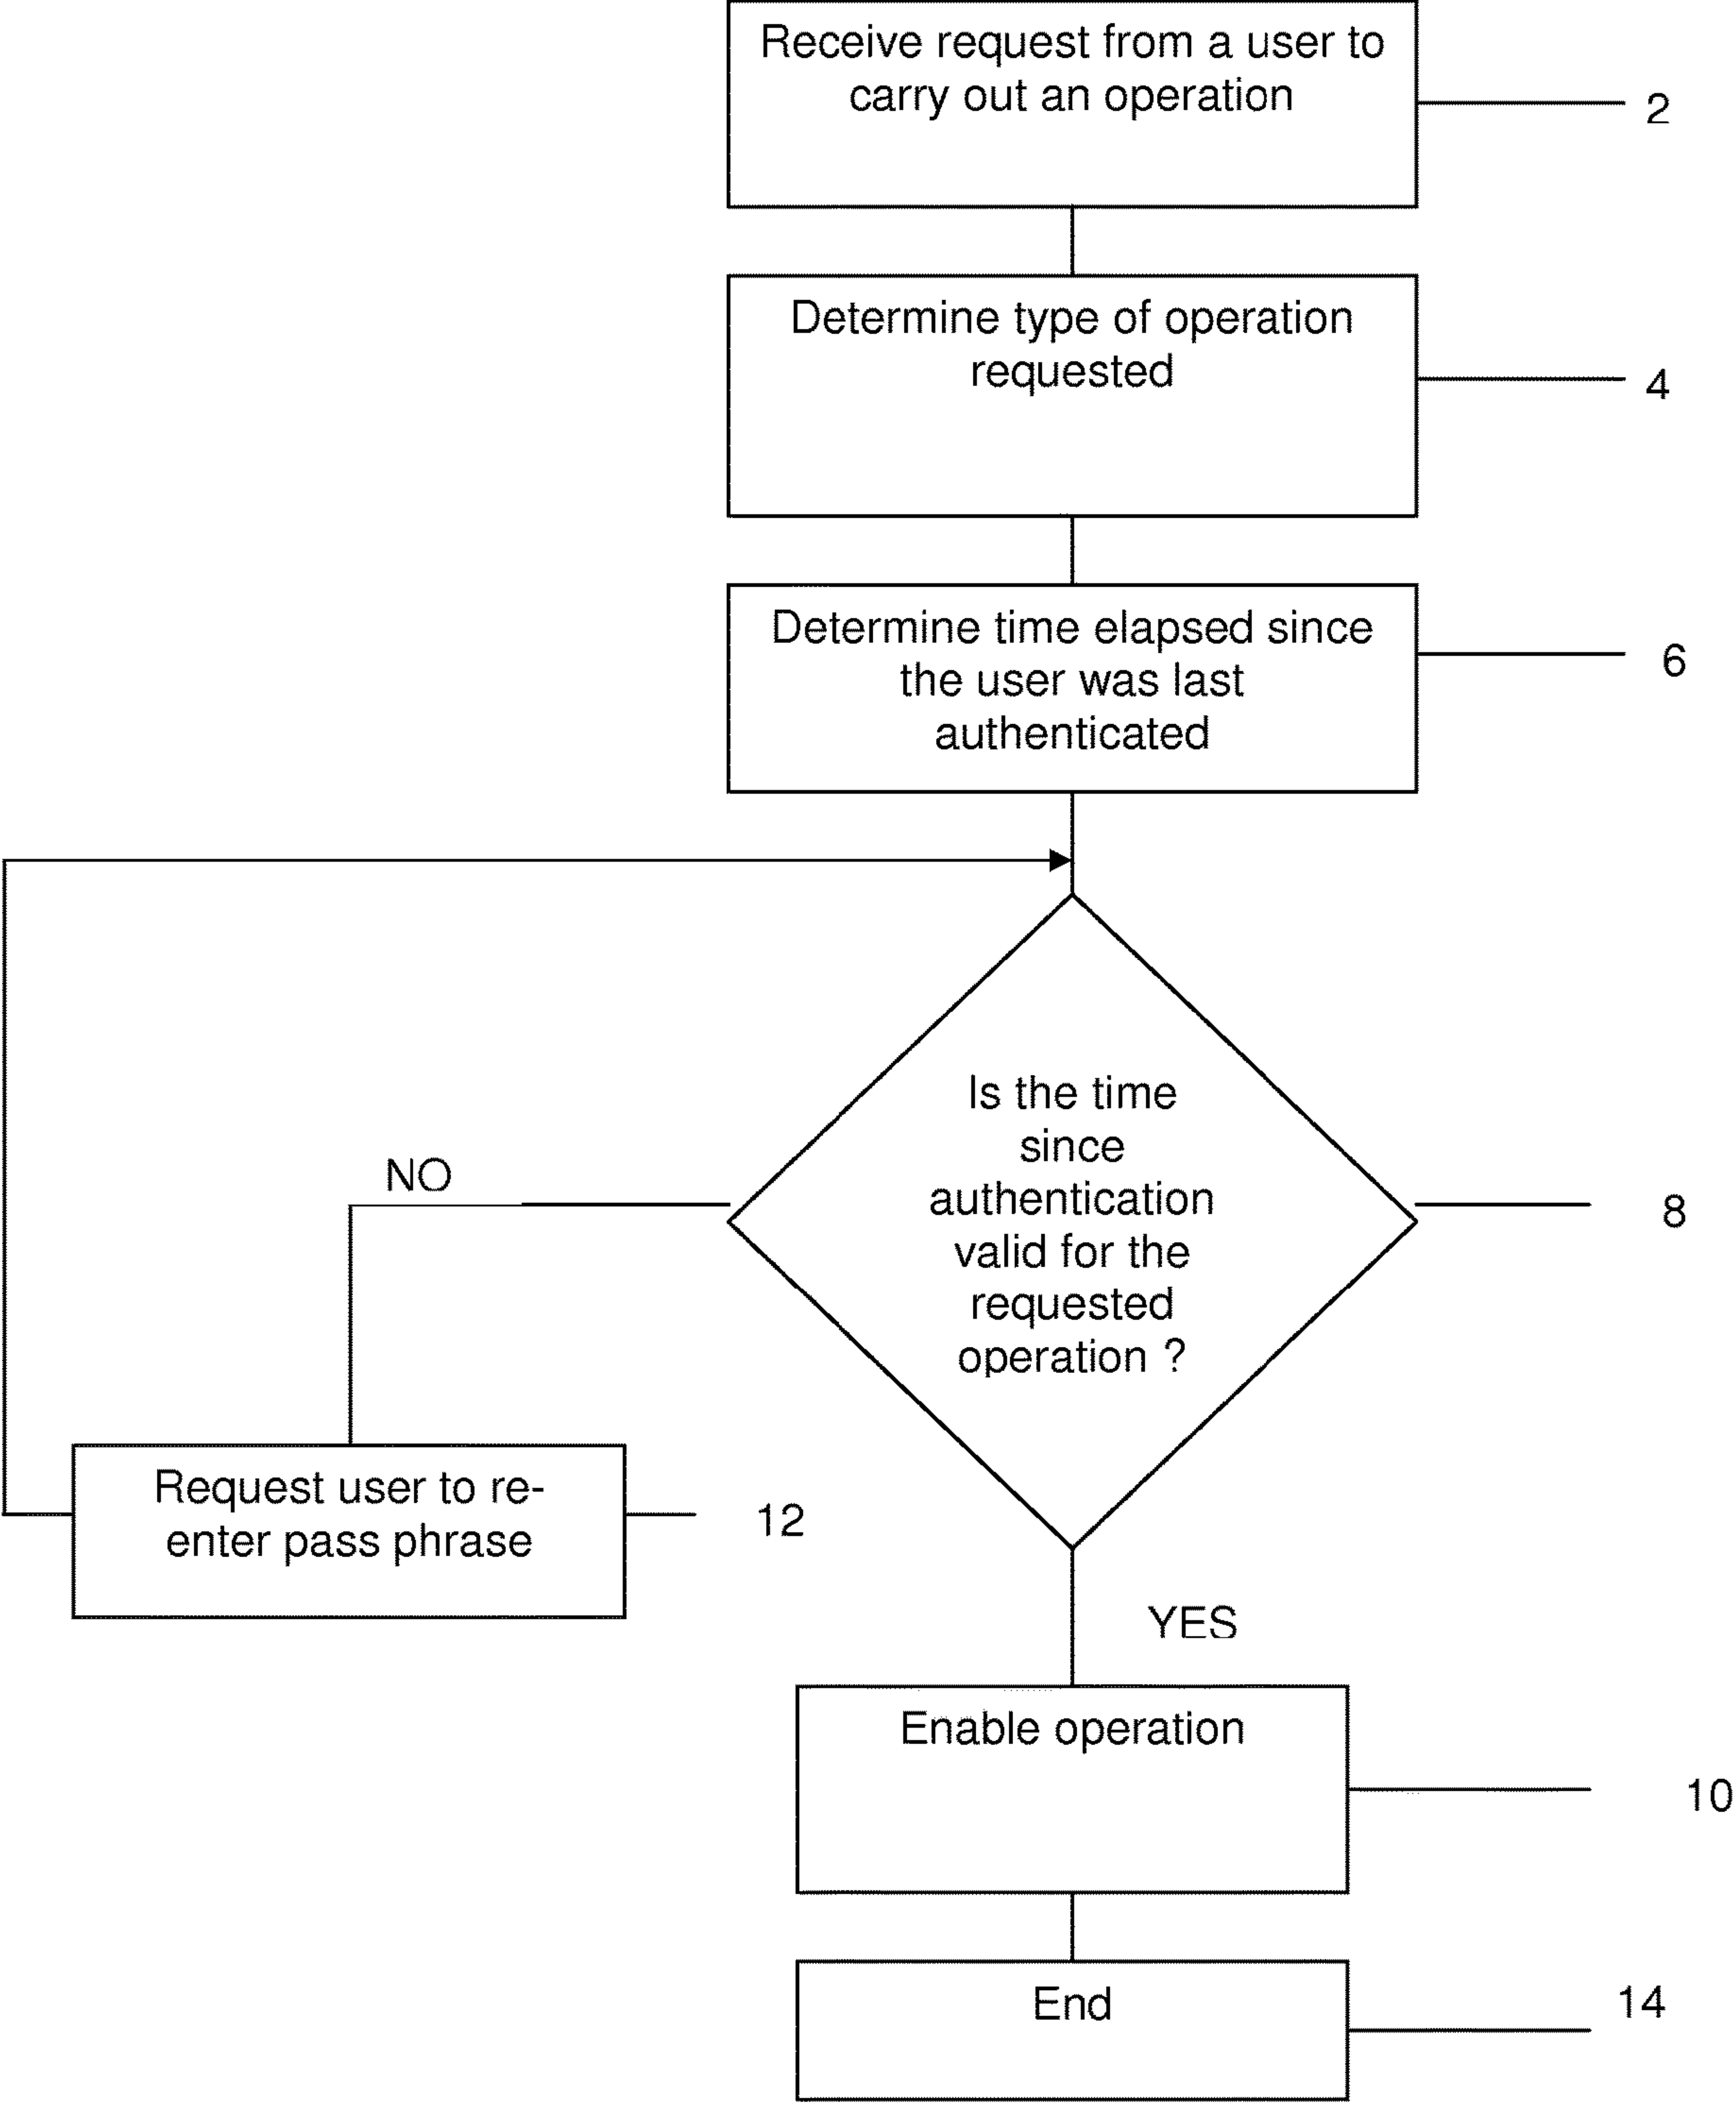 Receive request from a user to
carry out an operation
2
Determine type of operation
requested
4
Determine time elapsed since
the user was last
authenticated
6
Is the time
since
authentication
valid for the
requested
operation ?
8
NO
Request user to re-
enter pass phrase
12
YES
Enable operation
10
End
14